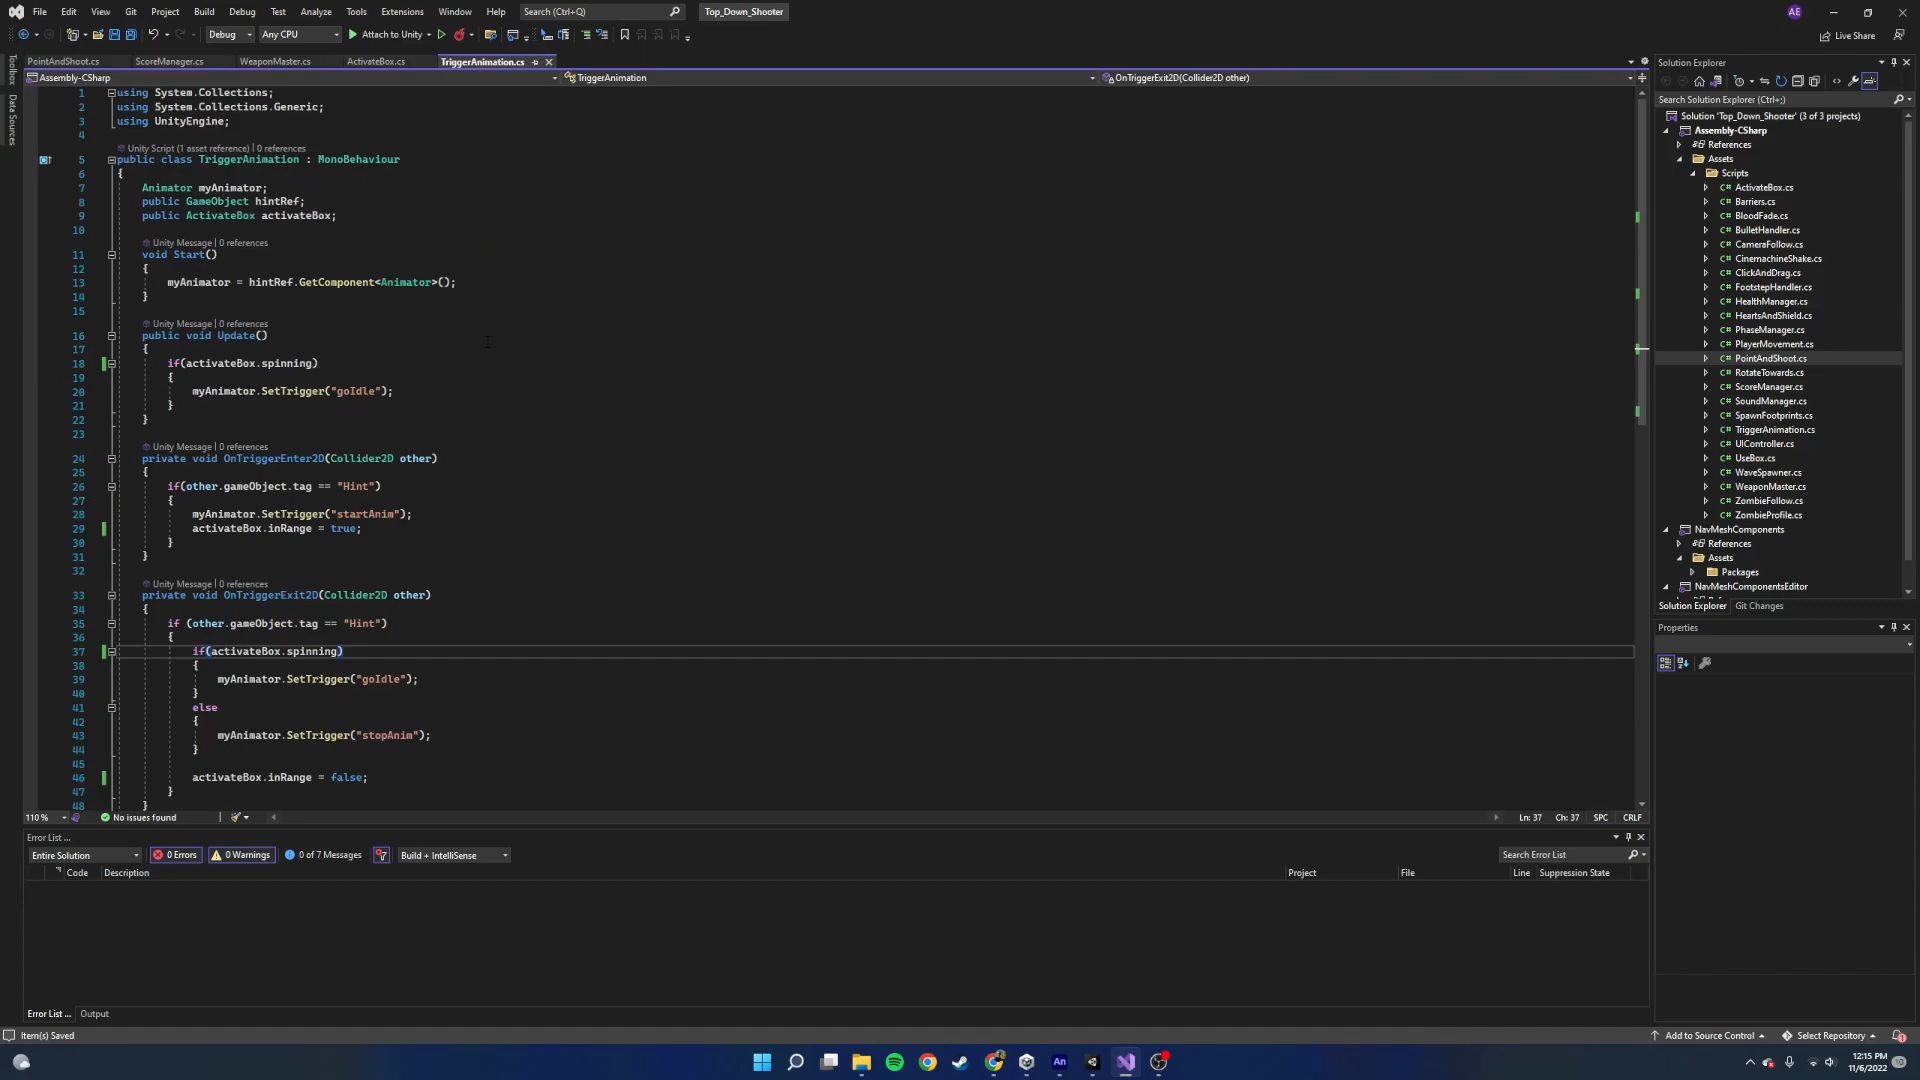 File Edit View Git Project Build Debug Test Analyze Tools Extensions Window Help Search (Ctrl+Q) Top_Down_Shooter AE
Debug Any CPU Attach to Unity Live Share
PointAndShoot.cs ScoreManager.cs WeaponMaster.cs ActivateBox.cs TriggerAnimation.cs
Toolbox
Data Sources
Assembly-CSharp TriggerAnimation OnTriggerExit2D(Collider2D other)
1 using System.Collections;
2 using System.Collections.Generic;
3 using UnityEngine;
4
Unity Script (1 asset reference) | 0 references
5 public class TriggerAnimation : MonoBehaviour
6 {
7 Animator myAnimator;
8 public GameObject hintRef;
9 public ActivateBox activateBox;
10
Unity Message | 0 references
11 void Start()
12 {
13 myAnimator = hintRef.GetComponent<Animator>();
14 }
15
Unity Message | 0 references
16 public void Update()
17 {
18 if(activateBox.spinning)
19 {
20 myAnimator.SetTrigger("goIdle");
21 }
22 }
23
Unity Message | 0 references
24 private void OnTriggerEnter2D(Collider2D other)
25 {
26 if(other.gameObject.tag == "Hint")
27 {
28 myAnimator.SetTrigger("startAnim");
29 activateBox.inRange = true;
30 }
31 }
32
Unity Message | 0 references
33 private void OnTriggerExit2D(Collider2D other)
34 {
35 if (other.gameObject.tag == "Hint")
36 {
37 if(activateBox.spinning)
38 {
39 myAnimator.SetTrigger("goIdle");
40 }
41 else
42 {
43 myAnimator.SetTrigger("stopAnim");
44 }
45
46 activateBox.inRange = false;
47 }
48 }
110 % No issues found Ln: 37 Ch: 37 SPC CRLF
Error List ...
Entire Solution 0 Errors 0 Warnings 0 of 7 Messages Build + IntelliSense Search Error List
Code Description Project File Line Suppression State
Error List ... Output
Item(s) Saved Add to Source Control Select Repository
Solution Explorer
Search Solution Explorer (Ctrl+;)
Solution 'Top_Down_Shooter' (3 of 3 projects)
Assembly-CSharp
References
Assets
Scripts
C# ActivateBox.cs
C# Barriers.cs
C# BloodFade.cs
C# BulletHandler.cs
C# CameraFollow.cs
C# CinemachineShake.cs
C# ClickAndDrag.cs
C# FootstepHandler.cs
C# HealthManager.cs
C# HeartsAndShield.cs
C# PhaseManager.cs
C# PlayerMovement.cs
C# PointAndShoot.cs
C# RotateTowards.cs
C# ScoreManager.cs
C# SoundManager.cs
C# SpawnFootprints.cs
C# TriggerAnimation.cs
C# UIController.cs
C# UseBox.cs
C# WaveSpawner.cs
C# WeaponMaster.cs
C# ZombieFollow.cs
C# ZombieProfile.cs
NavMeshComponents
References
Assets
Packages
NavMeshComponentsEditor
Solution Explorer Git Changes
Properties
An
12:15 PM
11/6/2022